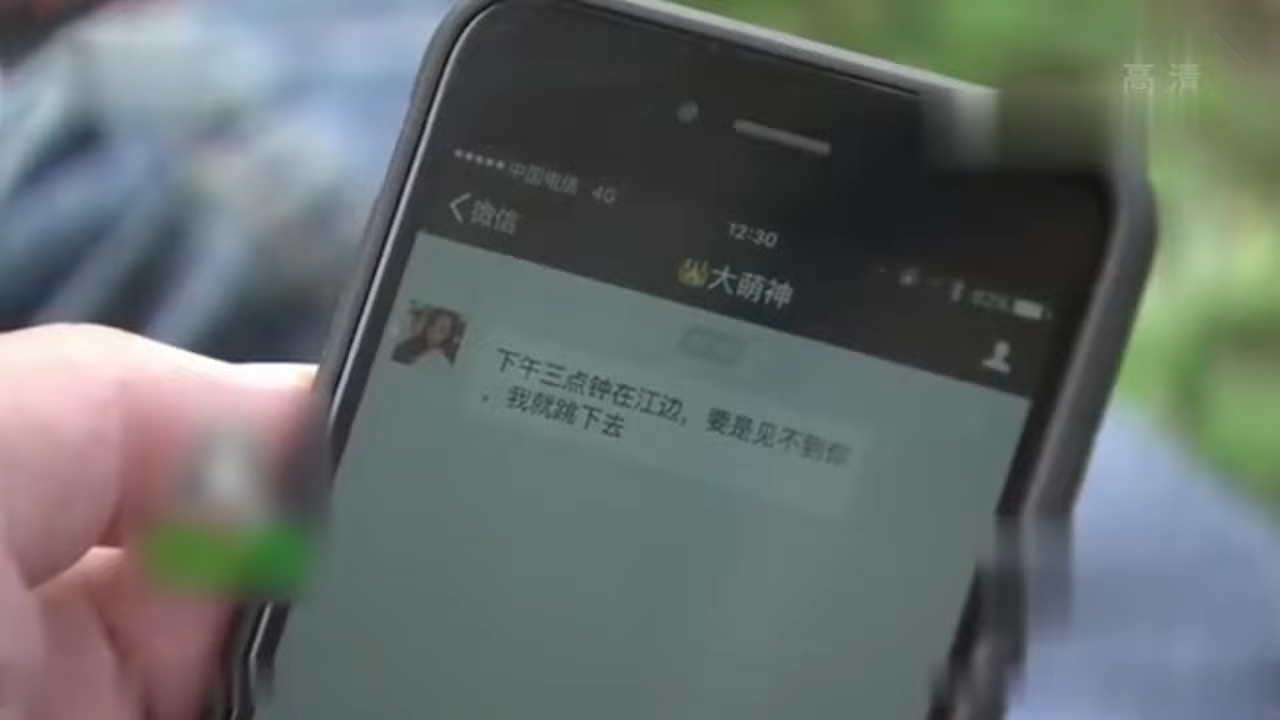 高清
中国电信 4G
12:30
82%
微信
大萌神
下午三点钟在江边，要是见不到你
，我就跳下去